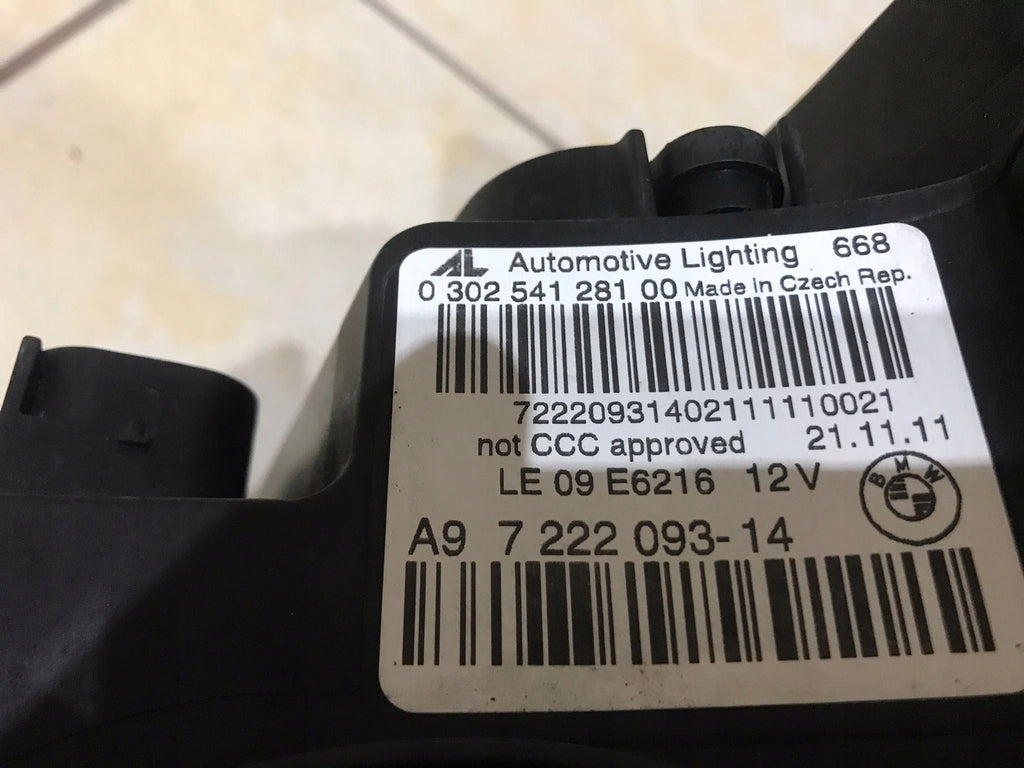 AL Automotive Lighting 668
0 302 541 281 00 Made in Czech Rep.
72220931402111110021
not CCC approved 21.11.11
LE 09 E6216 12V
BMW
A9 7 222 093-14